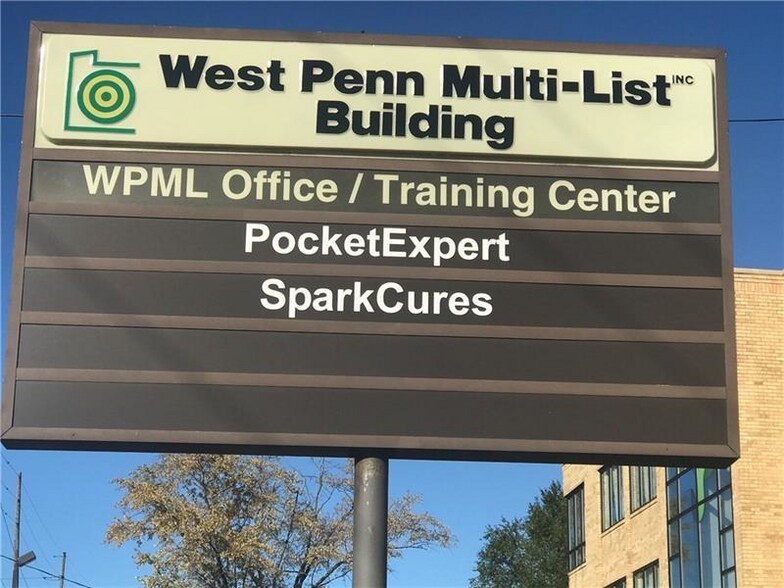 West Penn Multi-List INC
Building
WPML Office / Training Center
PocketExpert
SparkCures